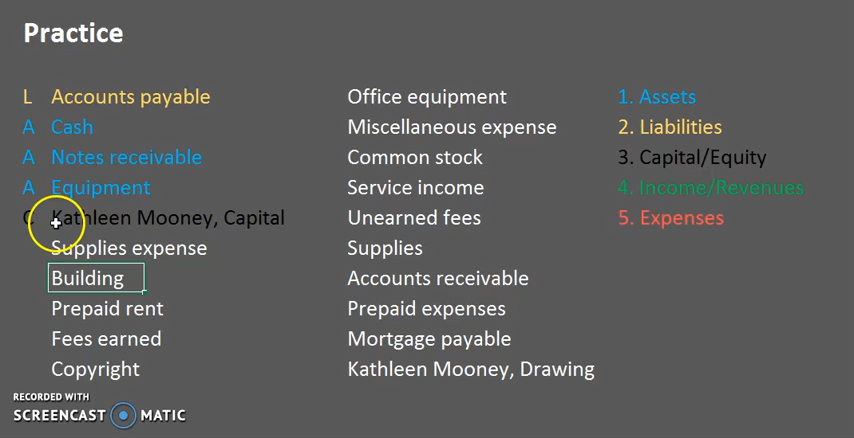 Practice
L Accounts payable
A Cash
A Notes receivable
A Equipment
C Kathleen Mooney, Capital
Supplies expense
Building
Prepaid rent
Fees earned
Copyright
Office equipment
Miscellaneous expense
Common stock
Service income
Unearned fees
Supplies
Accounts receivable
Prepaid expenses
Mortgage payable
Kathleen Mooney, Drawing
1. Assets
2. Liabilities
3. Capital/Equity
4. Income/Revenues
5. Expenses
RECORDED WITH
SCREENCAST MATIC